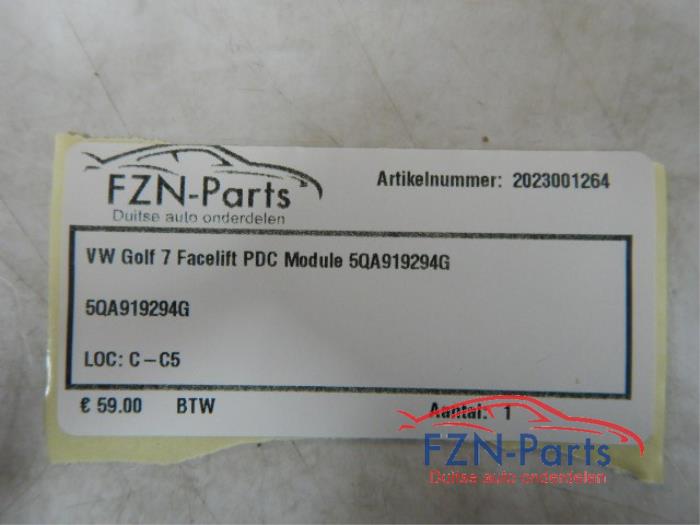 FZN-Parts
Duitse auto onderdelen
Artikelnummer: 2023001264
VW Golf 7 Facelift PDC Module 5QA919294G
5QA919294G
LOC: C-C5
€ 59.00 BTW
Aantal: 1
FZN-Parts
Duitse auto onderdelen